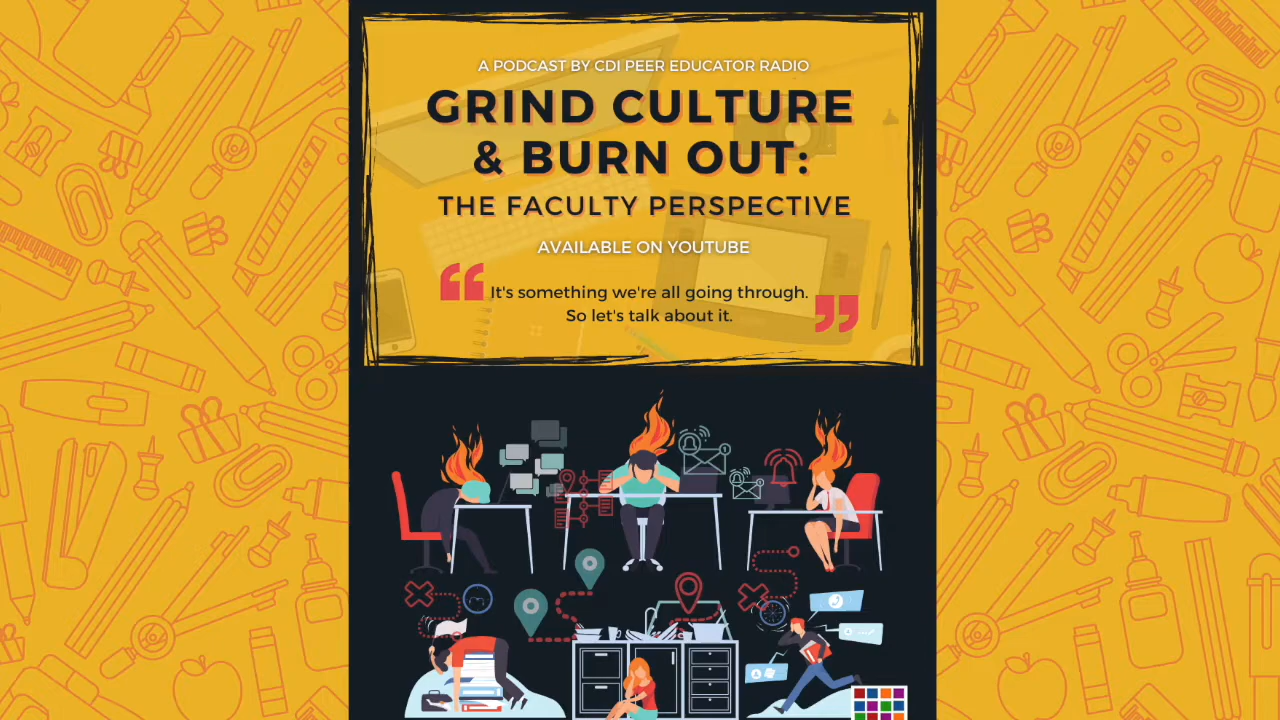 A PODCAST BY CDI PEER EDUCATOR RADIO
GRIND CULTURE
& BURN OUT:
THE FACULTY PERSPECTIVE
AVAILABLE ON YOUTUBE
“It's something we're all going through.
So let's talk about it.”
1